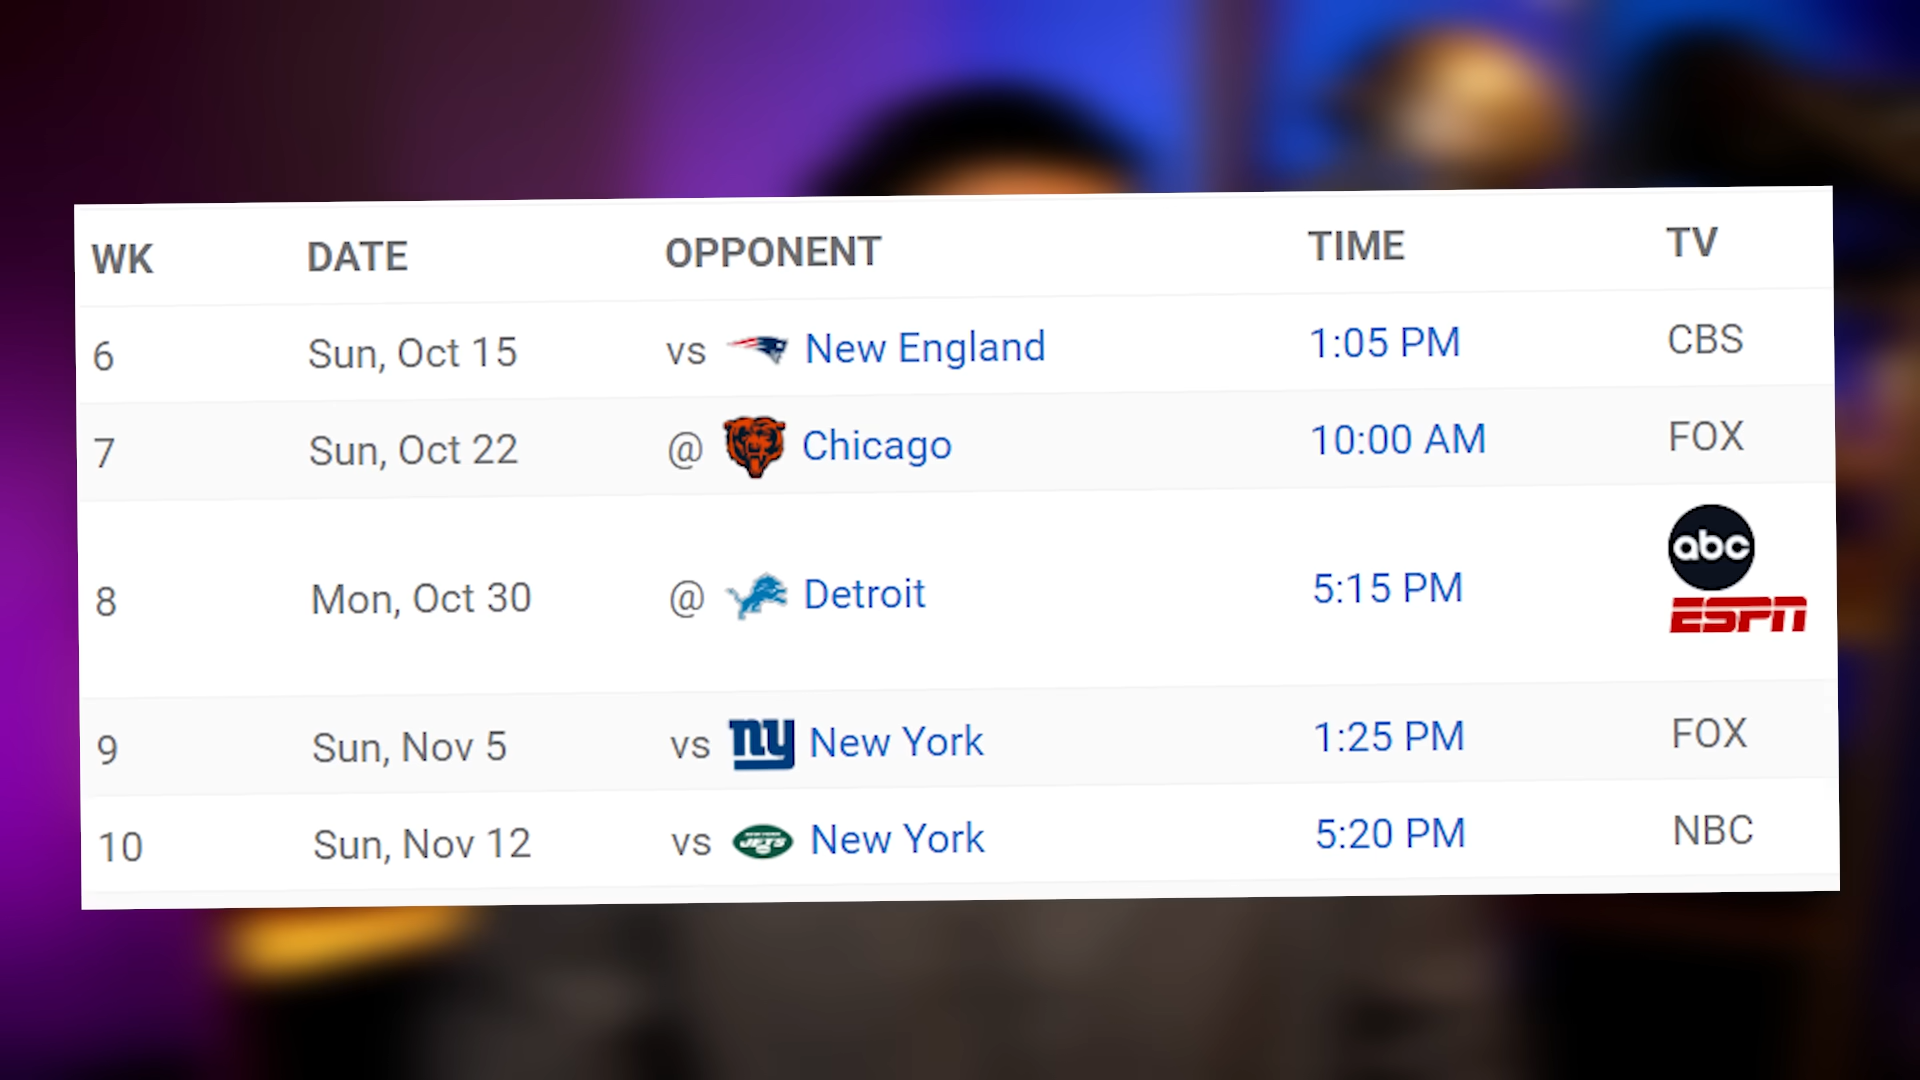 WK DATE OPPONENT TIME TV
6 Sun, Oct 15 vs New England 1:05 PM CBS
7 Sun, Oct 22 @ Chicago 10:00 AM FOX
abc
8 Mon, Oct 30 @ Detroit 5:15 PM ESPN
9 Sun, Nov 5 vs ny New York 1:25 PM FOX
10 Sun, Nov 12 vs JETS New York 5:20 PM NBC